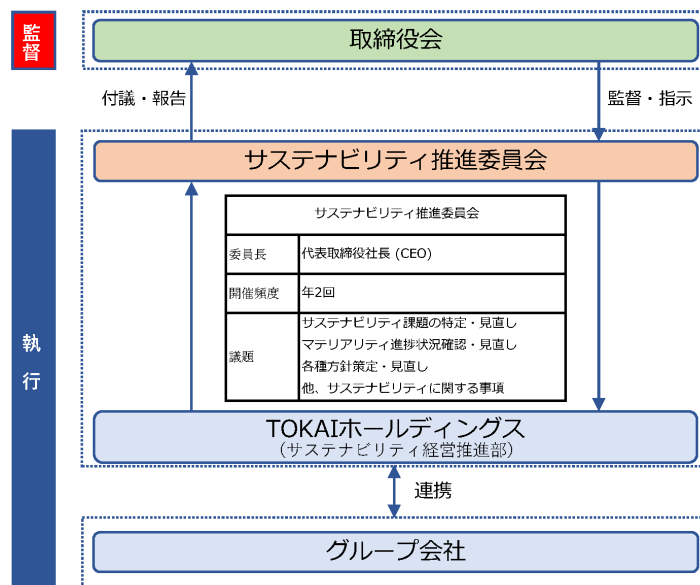 監督
取締役会
付議・報告
監督・指示
執行
サステナビリティ推進委員会
サステナビリティ推進委員会
委員長
代表取締役社長 (CEO)
開催頻度
年2回
議題
サステナビリティ課題の特定・見直し
マテリアリティ進捗状況確認・見直し
各種方針策定・見直し
他、サステナビリティに関する事項
TOKAIホールディングス
（サステナビリティ経営推進部）
連携
グループ会社